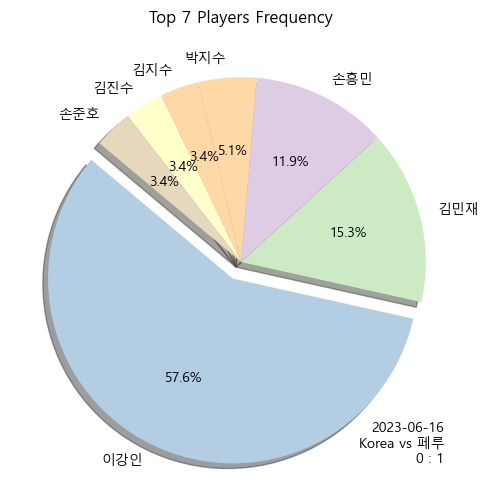 Top 7 Players Frequency
박지수
김지수
손흥민
김진수
손준호
5.1%
3.4%
11.9%
3.4%
3.4%
김민재
15.3%
57.6%
2023-06-16
Korea vs 페루
0 : 1
이강인